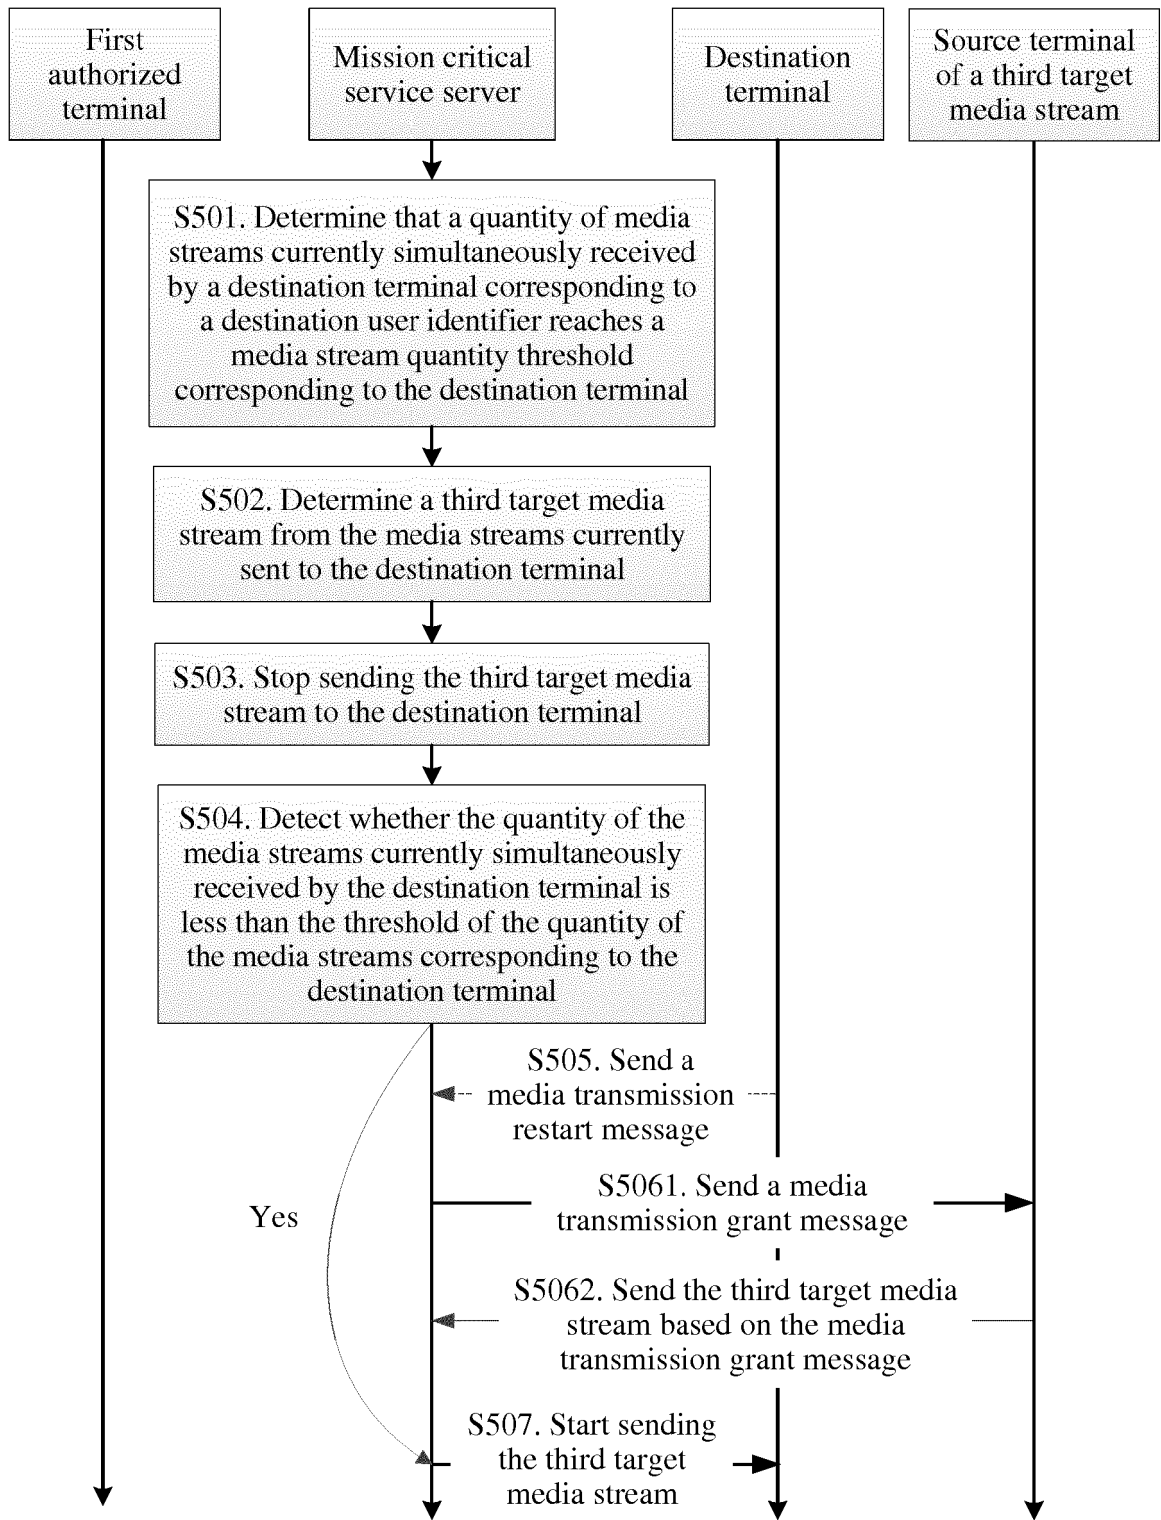 First
authorized
terminal
Mission critical
service server
Destination
terminal
Source terminal
of a third target
media stream
S501. Determine that a quantity of media
streams currently simultaneously received
by a destination terminal corresponding to
a destination user identifier reaches a
media stream quantity threshold
corresponding to the destination terminal
S502. Determine a third target media
stream from the media streams currently
sent to the destination terminal
S503. Stop sending the third target media
stream to the destination terminal
S504. Detect whether the quantity of the
media streams currently simultaneously
received by the destination terminal is
less than the threshold of the quantity of
the media streams corresponding to the
destination terminal
S505. Send a
media transmission
restart message
S5061. Send a media
transmission grant message
Yes
S5062. Send the third target media
stream based on the media
transmission grant message
S507. Start sending
the third target
media stream